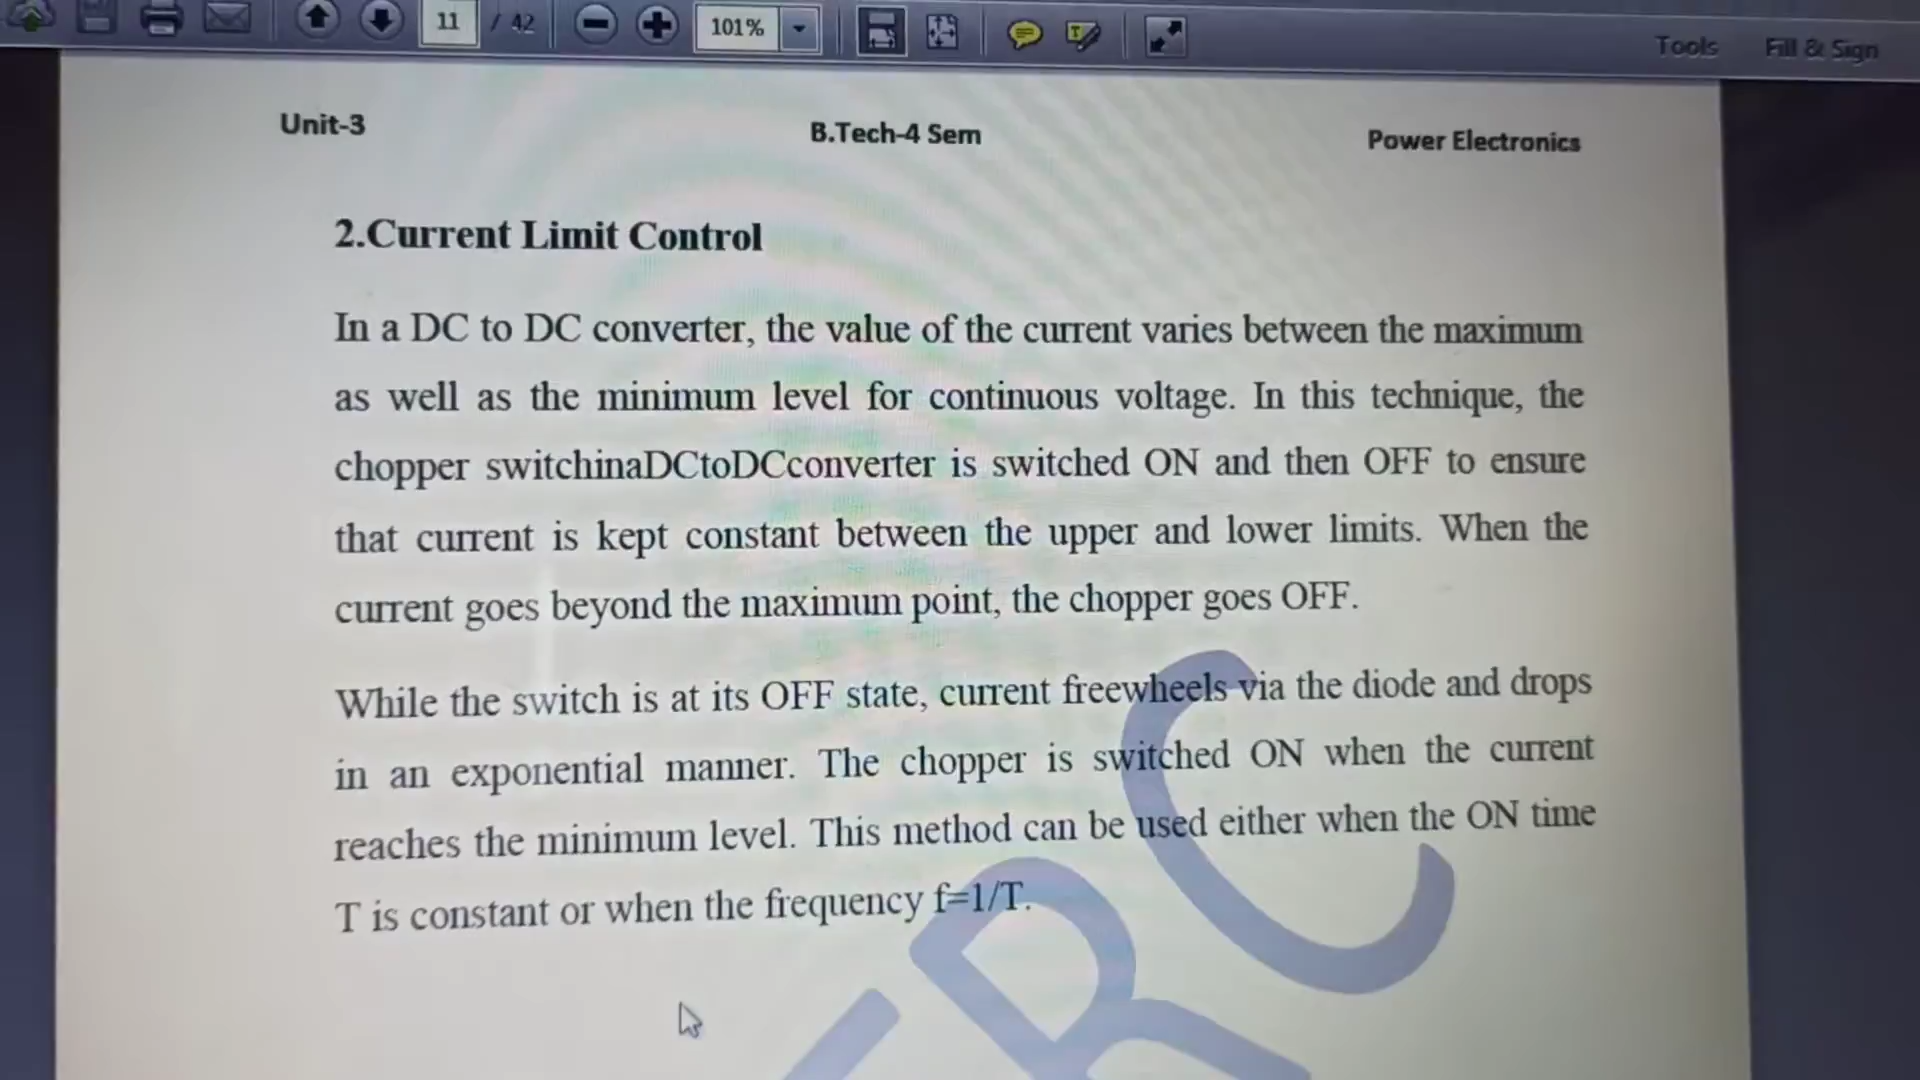 11 / 42 101%
Tools Fill & Sign
Unit-3 B.Tech-4 Sem Power Electronics
2.Current Limit Control
In a DC to DC converter, the value of the current varies between the maximum
as well as the minimum level for continuous voltage. In this technique, the
chopper switchinaDCtoDCconverter is switched ON and then OFF to ensure
that current is kept constant between the upper and lower limits. When the
current goes beyond the maximum point, the chopper goes OFF.
While the switch is at its OFF state, current freewheels via the diode and drops
in an exponential manner. The chopper is switched ON when the current
reaches the minimum level. This method can be used either when the ON time
T is constant or when the frequency f=1/T.